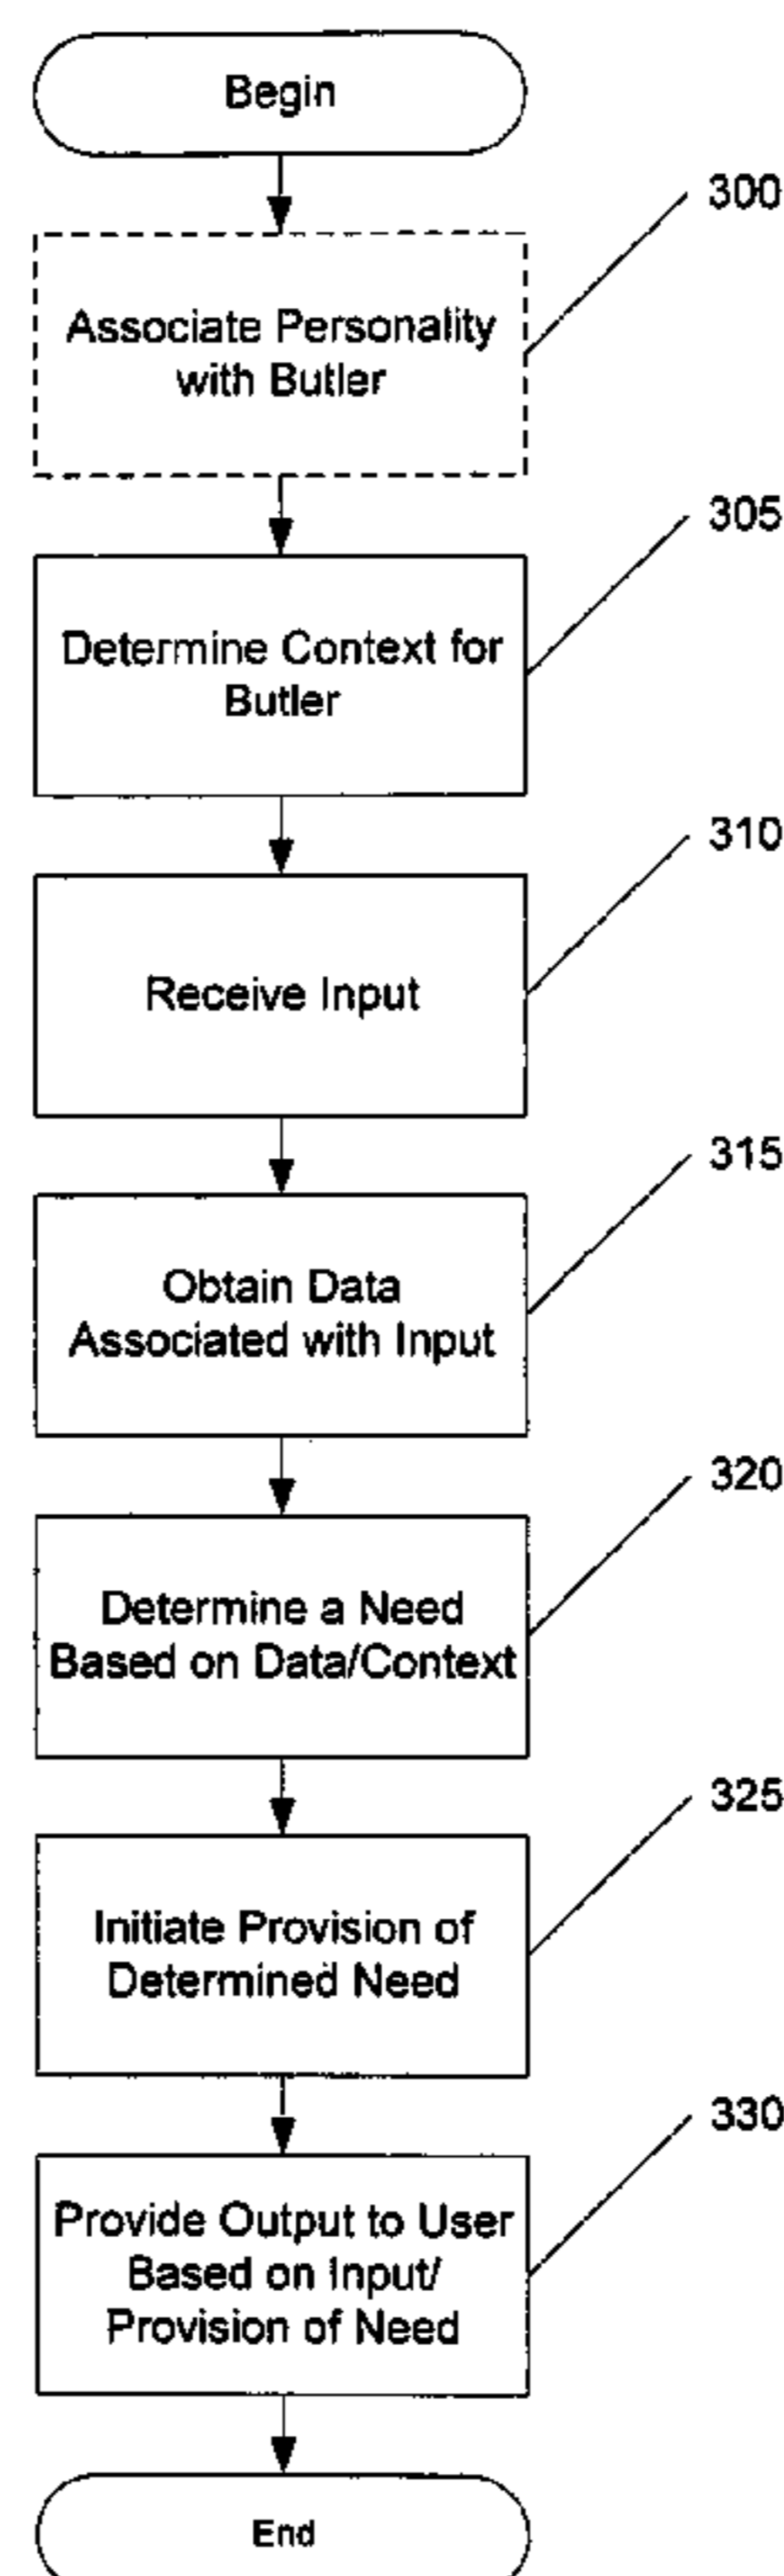 Begin
300
Associate Personality
with Butler
305
Determine Context for
Butler
310
Receive Input
315
Obtain Data
Associated with Input
320
Determine a Need
Based on Data/Context
325
Initiate Provision of
Determined Need
330
Provide Output to User
Based on Input/
Provision of Need
End